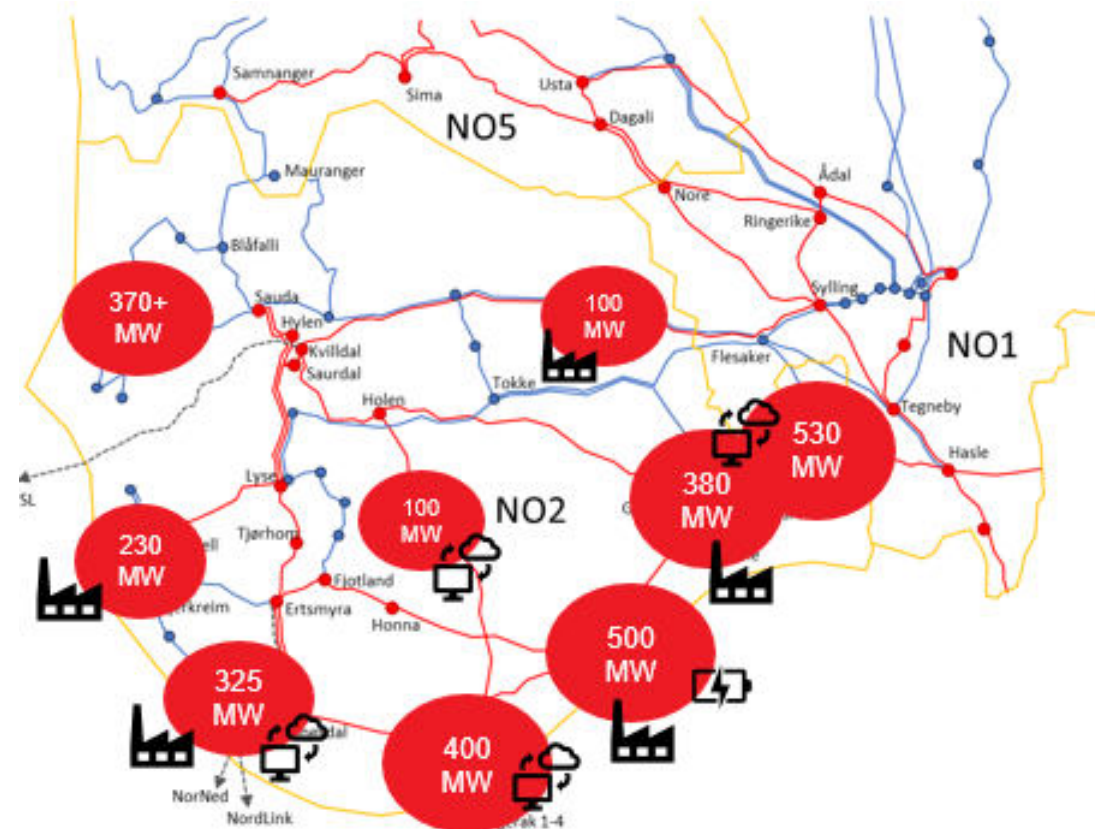 Samnanger
Sima
NO5
Usta
Dagali
Mauranger
Nore
Ådal
Ringerike
Blåfalli
370+
MW
Sauda
Hylen
Kvilldal
Saurdal
100
MW
Sylling
Flesaker
NO1
Tokke
Holen
Tegneby
530
MW
Hasle
380
MW
SL
Lyse
100
MW
NO2
230
MW
Tjørhom
Fjotland
Ertsmyra
Honna
500
MW
325
MW
400
MW
NorNed
NordLink
1-4